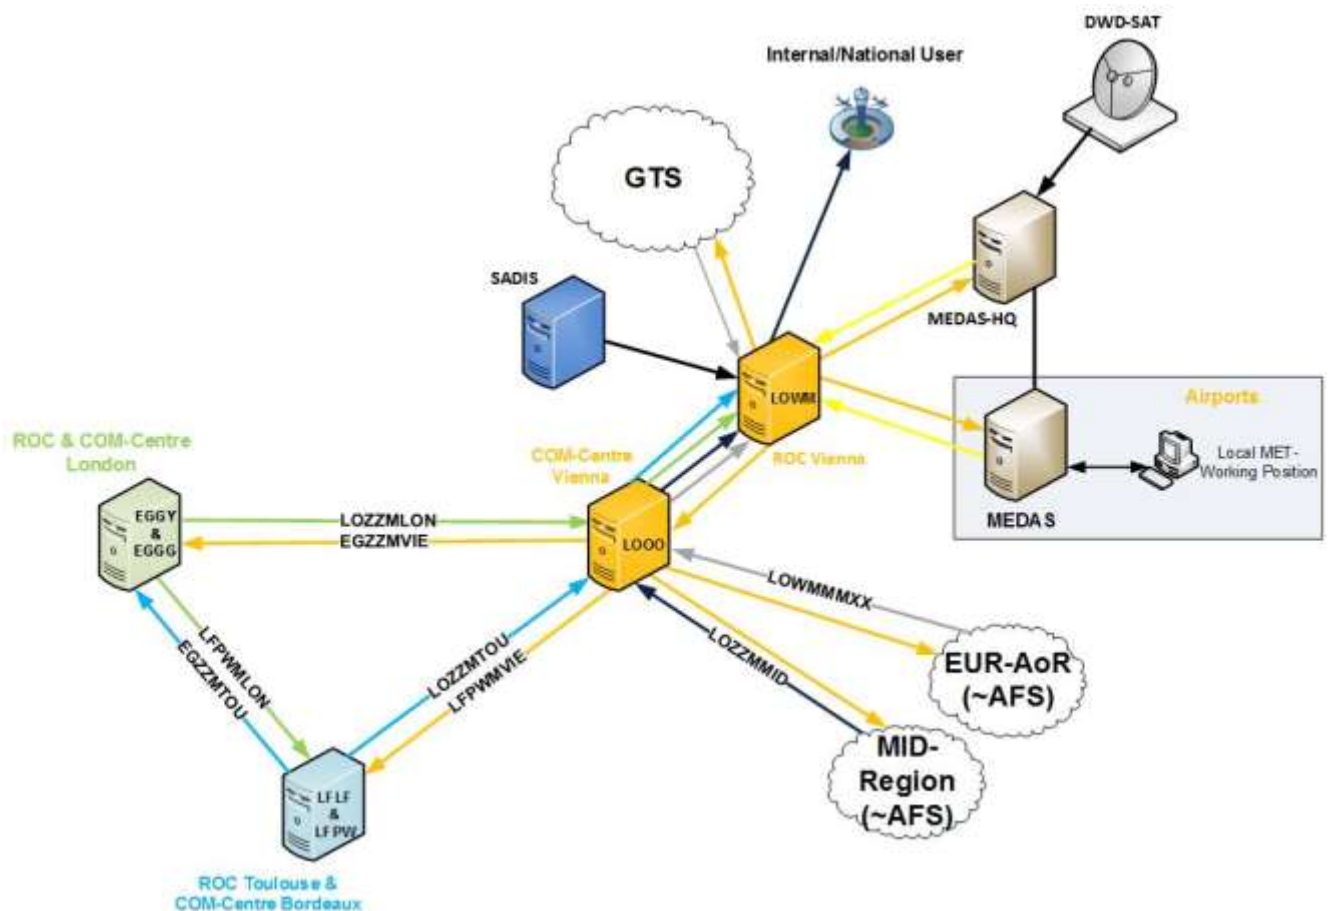 DWD-SAT
Internal/National User
GTS
SADIS
MEDAS-HQ
LOWM
Airports
ROC & COM-Centre
London
COM-Centre
Vienna
ROC Vienna
Local MET-
Working Position
MEDAS
EGGY
&
EGGG
LOZZMLON
EGZZMVIE
LOOO
LOWMMMXX
LOZZMMID
LFPWMLON
EGZZMTOU
LOZZMTOU
LFPWMVIE
EUR-AoR
(~AFS)
MID-
Region
(~AFS)
LFLF
&
LFPW
ROC Toulouse &
COM-Centre Bordeaux